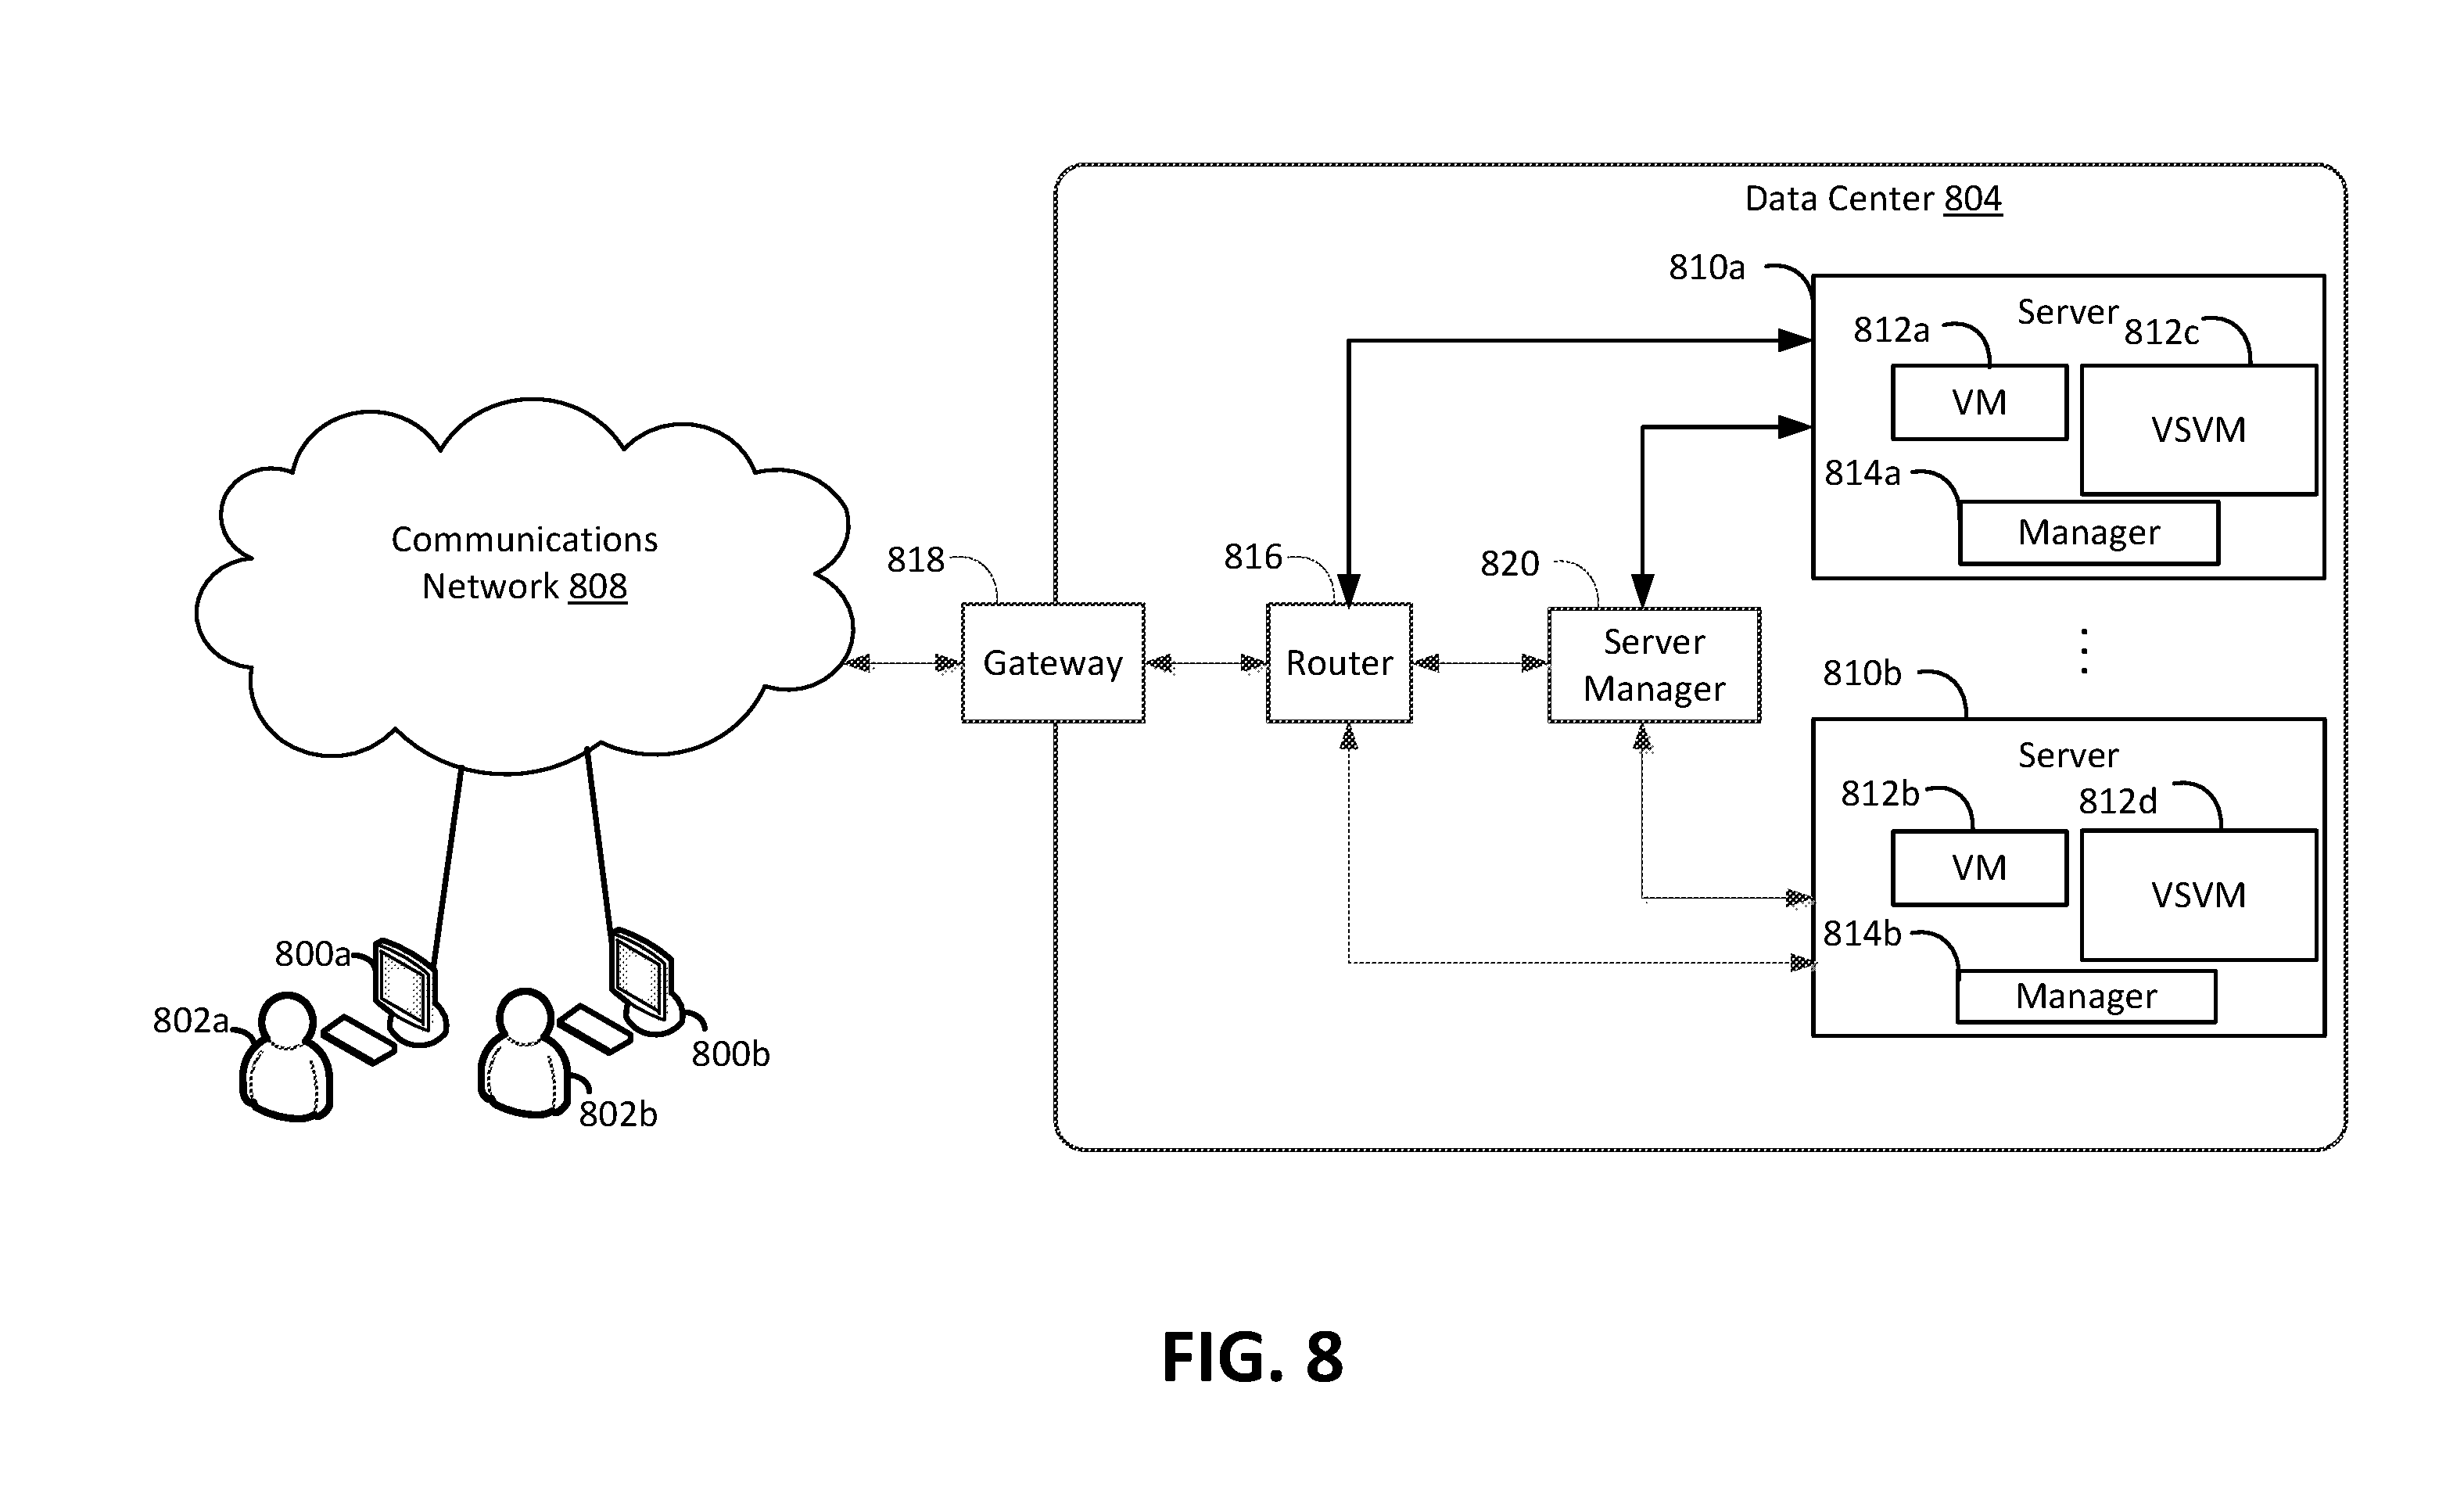 Data Center 804
810a
Server
812a
812c
VM
VSVM
814a
Manager
Communications
Network 808
818
816
820
Gateway
Router
Server
Manager
810b
Server
812b
812d
VM
VSVM
814b
Manager
800a
802a
800b
802b
FIG. 8